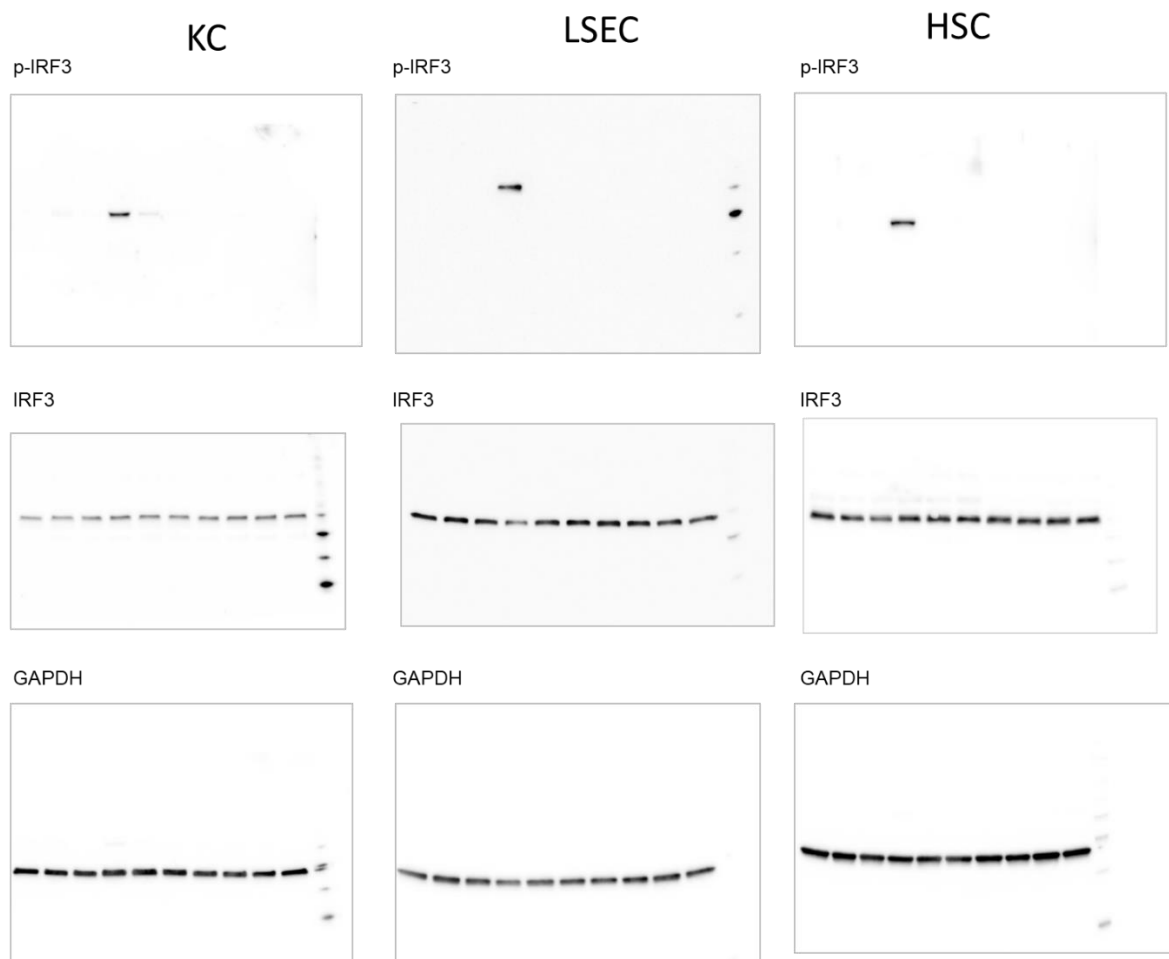 KC
LSEC
HSC
p-IRF3
p-IRF3
p-IRF3
IRF3
IRF3
IRF3
GAPDH
GAPDH
GAPDH